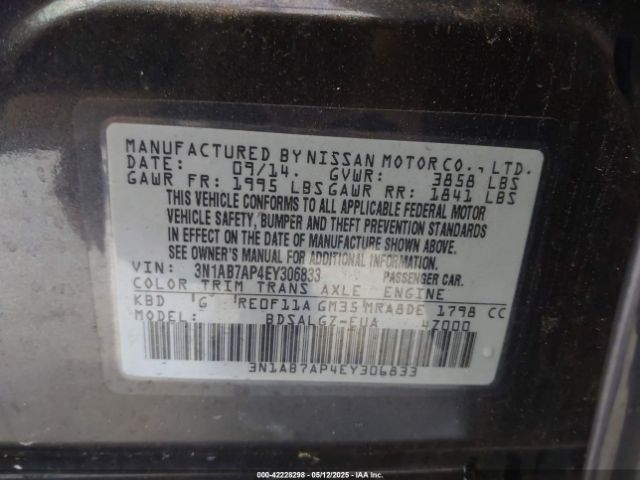 MANUFACTURED BY NISSAN MOTOR CO., LTD.
DATE: 09/14. GVWR: 3858 LBS
GAWR FR: 1995 LBS GAWR RR: 1841 LBS
THIS VEHICLE CONFORMS TO ALL APPLICABLE FEDERAL MOTOR
VEHICLE SAFETY, BUMPER AND THEFT PREVENTION STANDARDS
IN EFFECT ON THE DATE OF MANUFACTURE SHOWN ABOVE.
SEE OWNER'S MANUAL FOR ADDITIONAL INFORMATION
VIN: 3N1AB7AP4EY306833 PASSENGER CAR.
COLOR TRIM TRANS AXLE ENGINE
KBD G RE0F11A GM35 MRA8DE 1798 CC
MODEL: BDSALGZ-EUA 4Z000
3N1AB7AP4EY306833
000-42228298 - 05/12/2025 - IAA, Inc.